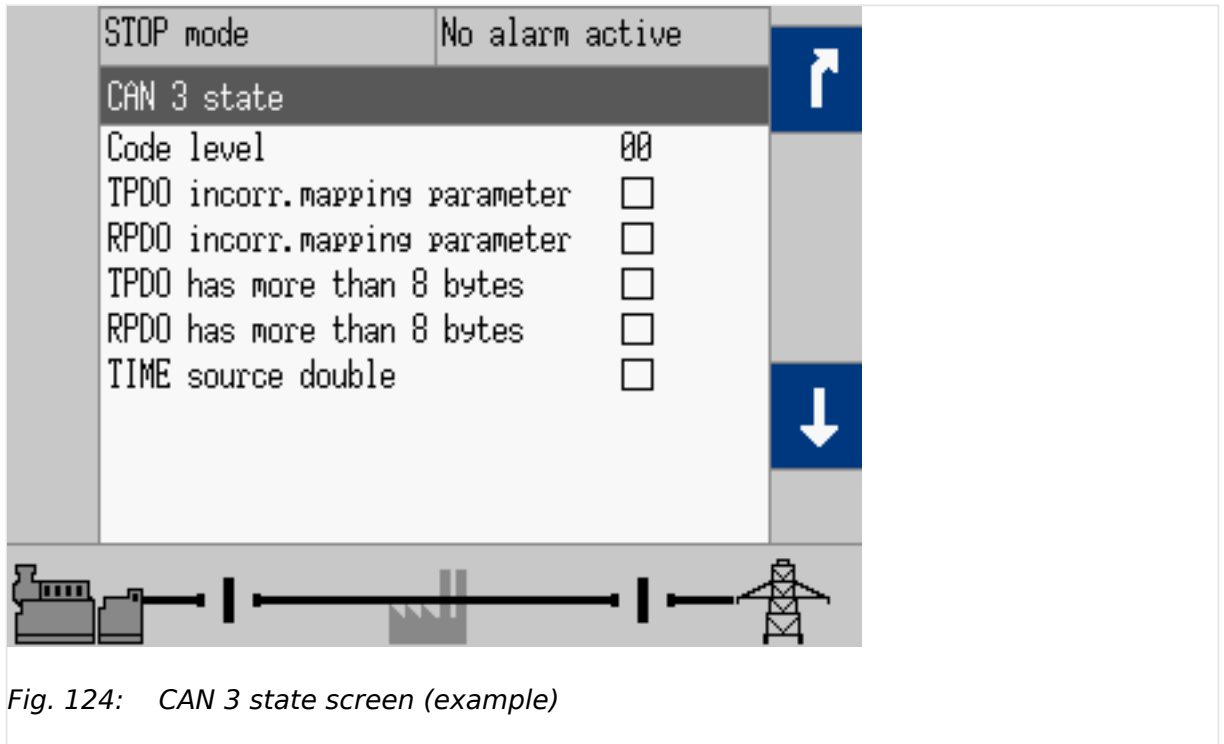 STOP mode No alarm active
CAN 3 state
Code level 00
TPDO incorr.mapping parameter
RPDO incorr.mapping parameter
TPDO has more than 8 bytes
RPDO has more than 8 bytes
TIME source double
Fig. 124: CAN 3 state screen (example)